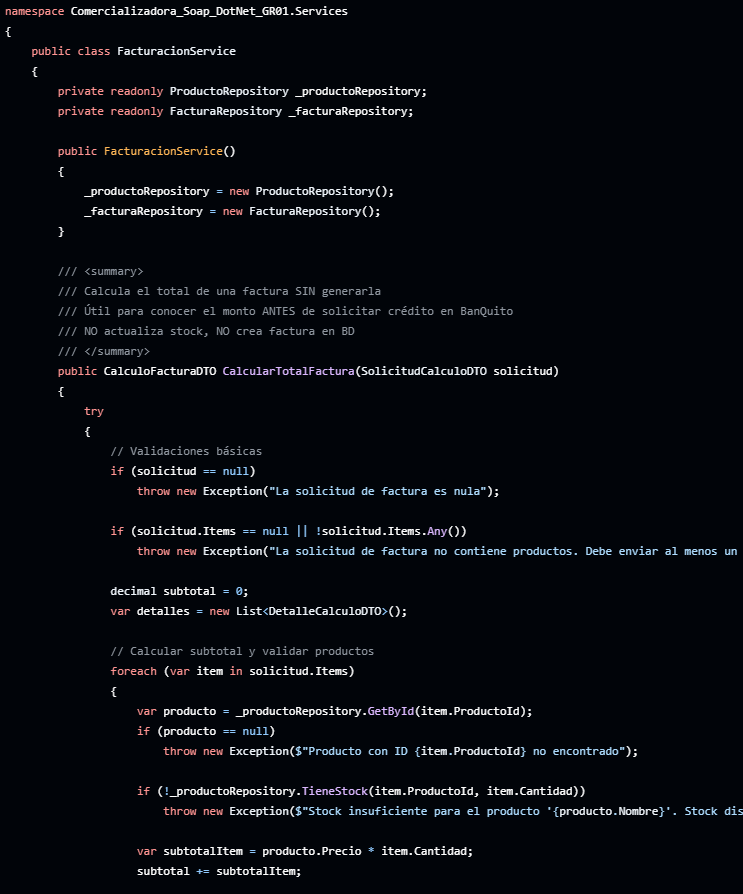 namespace Comercializadora_Soap_DotNet_GR01.Services
{
    public class FacturacionService
    {
        private readonly ProductoRepository _productoRepository;
        private readonly FacturaRepository _facturaRepository;

        public FacturacionService()
        {
            _productoRepository = new ProductoRepository();
            _facturaRepository = new FacturaRepository();
        }

        /// <summary>
        /// Calcula el total de una factura SIN generarla
        /// Útil para conocer el monto ANTES de solicitar crédito en BanQuito
        /// NO actualiza stock, NO crea factura en BD
        /// </summary>
        public CalculoFacturaDTO CalcularTotalFactura(SolicitudCalculoDTO solicitud)
        {
            try
            {
                // Validaciones básicas
                if (solicitud == null)
                    throw new Exception("La solicitud de factura es nula");

                if (solicitud.Items == null || !solicitud.Items.Any())
                    throw new Exception("La solicitud de factura no contiene productos. Debe enviar al menos un

                decimal subtotal = 0;
                var detalles = new List<DetalleCalculoDTO>();

                // Calcular subtotal y validar productos
                foreach (var item in solicitud.Items)
                {
                    var producto = _productoRepository.GetById(item.ProductoId);
                    if (producto == null)
                        throw new Exception($"Producto con ID {item.ProductoId} no encontrado");

                    if (!_productoRepository.TieneStock(item.ProductoId, item.Cantidad))
                        throw new Exception($"Stock insuficiente para el producto '{producto.Nombre}'. Stock dis

                    var subtotalItem = producto.Precio * item.Cantidad;
                    subtotal += subtotalItem;